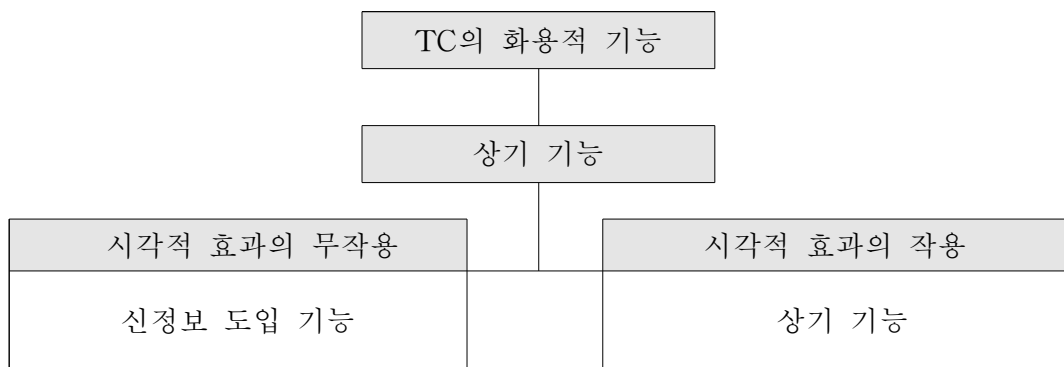 TC의 화용적 기능
상기 기능
시각적 효과의 무작용
시각적 효과의 작용
신정보 도입 기능
상기 기능